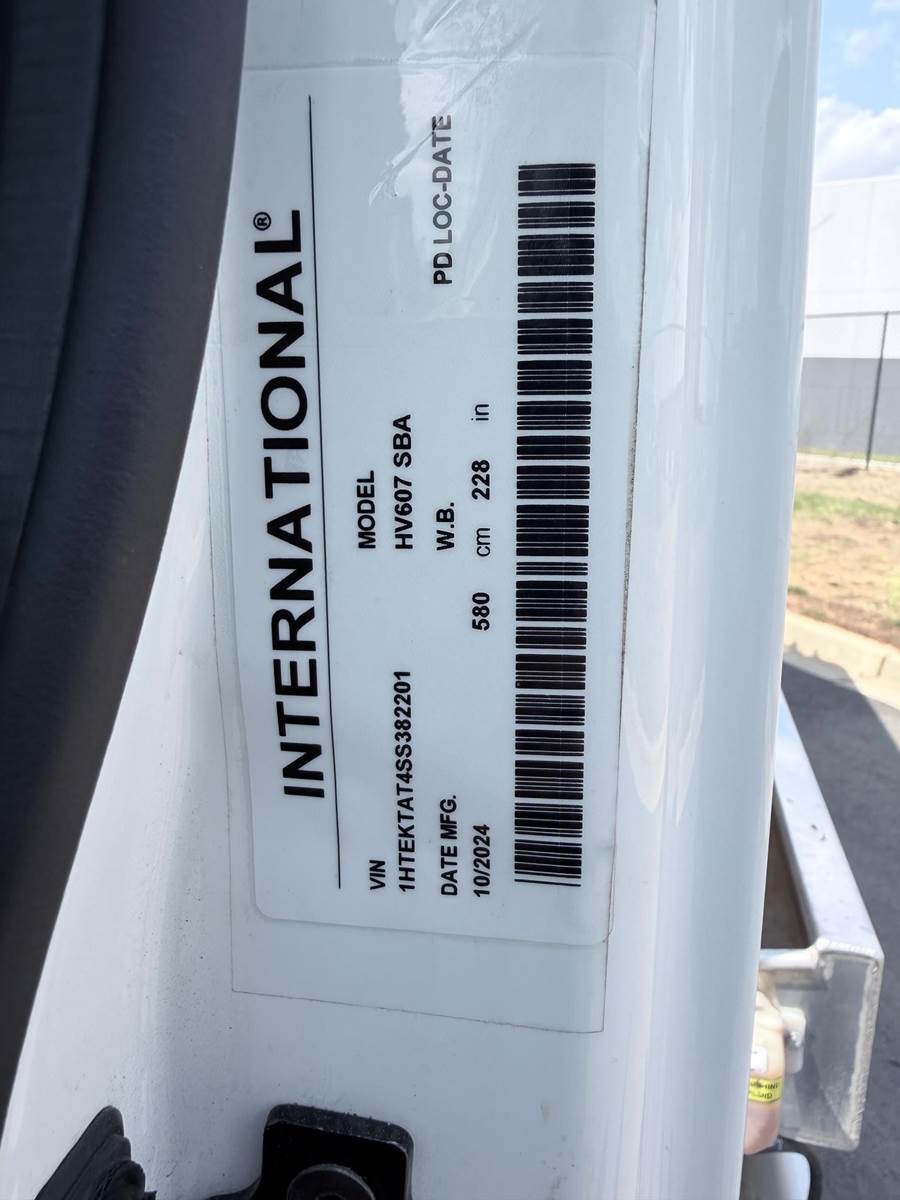 INTERNATIONAL®
VIN MODEL
1HTEKTAT4SS382201 HV607 SBA
DATE MFG. W.B. PD LOC-DATE
10/2024 580 cm 228 in